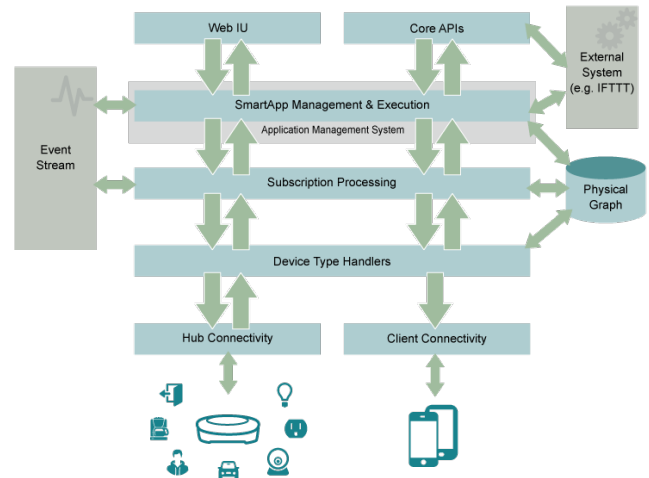 Web IU
Core APIs
External
System
(e.g. IFTTT)
SmartApp Management & Execution
Application Management System
Event
Stream
Subscription Processing
Physical
Graph
Device Type Handlers
Hub Connectivity
Client Connectivity